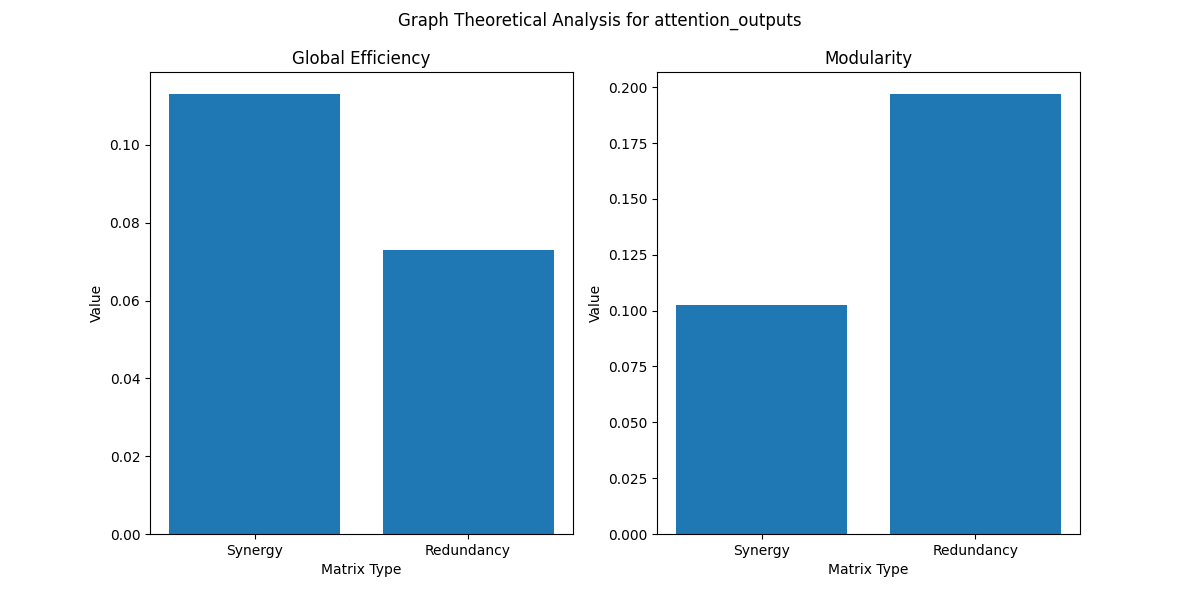 Graph Theoretical Analysis for attention_outputs
Global Efficiency
Value
0.10
0.08
0.06
0.04
0.02
0.00
Synergy
Redundancy
Matrix Type
Modularity
Value
0.200
0.175
0.150
0.125
0.100
0.075
0.050
0.025
0.000
Synergy
Redundancy
Matrix Type